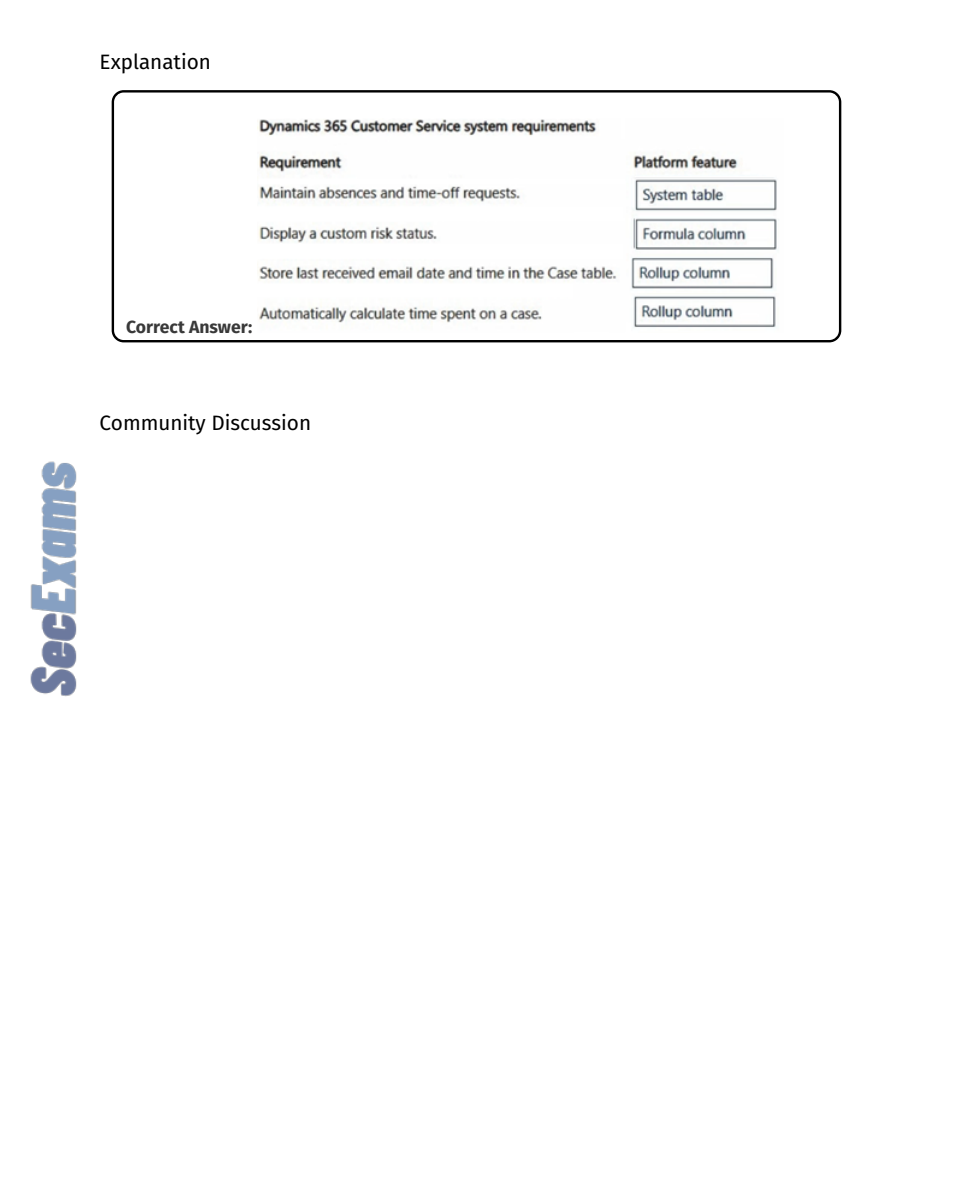 Explanation
Dynamics 365 Customer Service system requirements
Requirement Platform feature
Maintain absences and time-off requests. System table
Display a custom risk status. Formula column
Store last received email date and time in the Case table. Rollup column
Automatically calculate time spent on a case. Rollup column
Correct Answer:
Community Discussion
SecExams